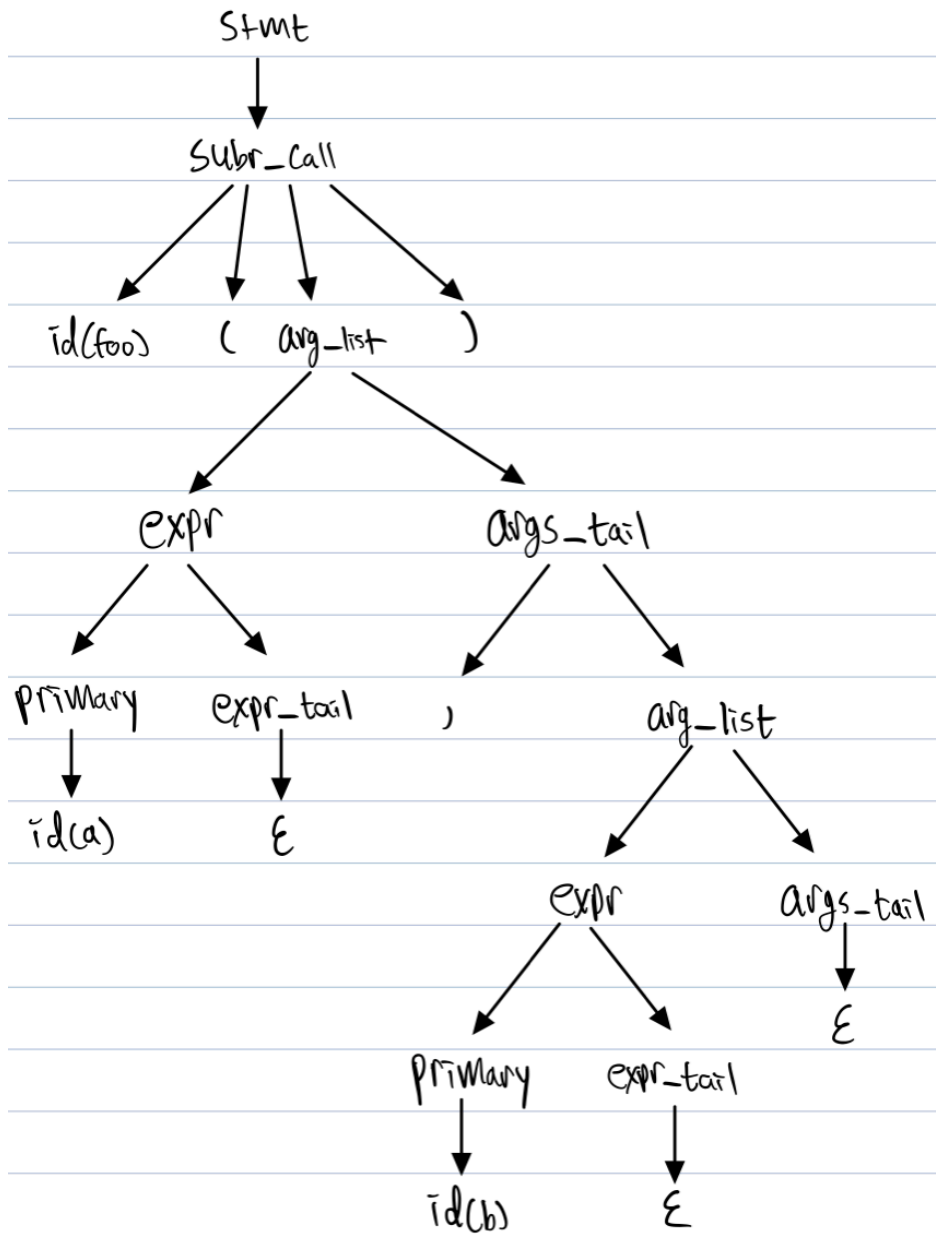 Stmt
Subr_Call
id(foo) ( arg_list )
expr args_tail
primary expr_tail , arg_list
id(a) ε
expr args_tail
ε
primary expr_tail
id(b) ε